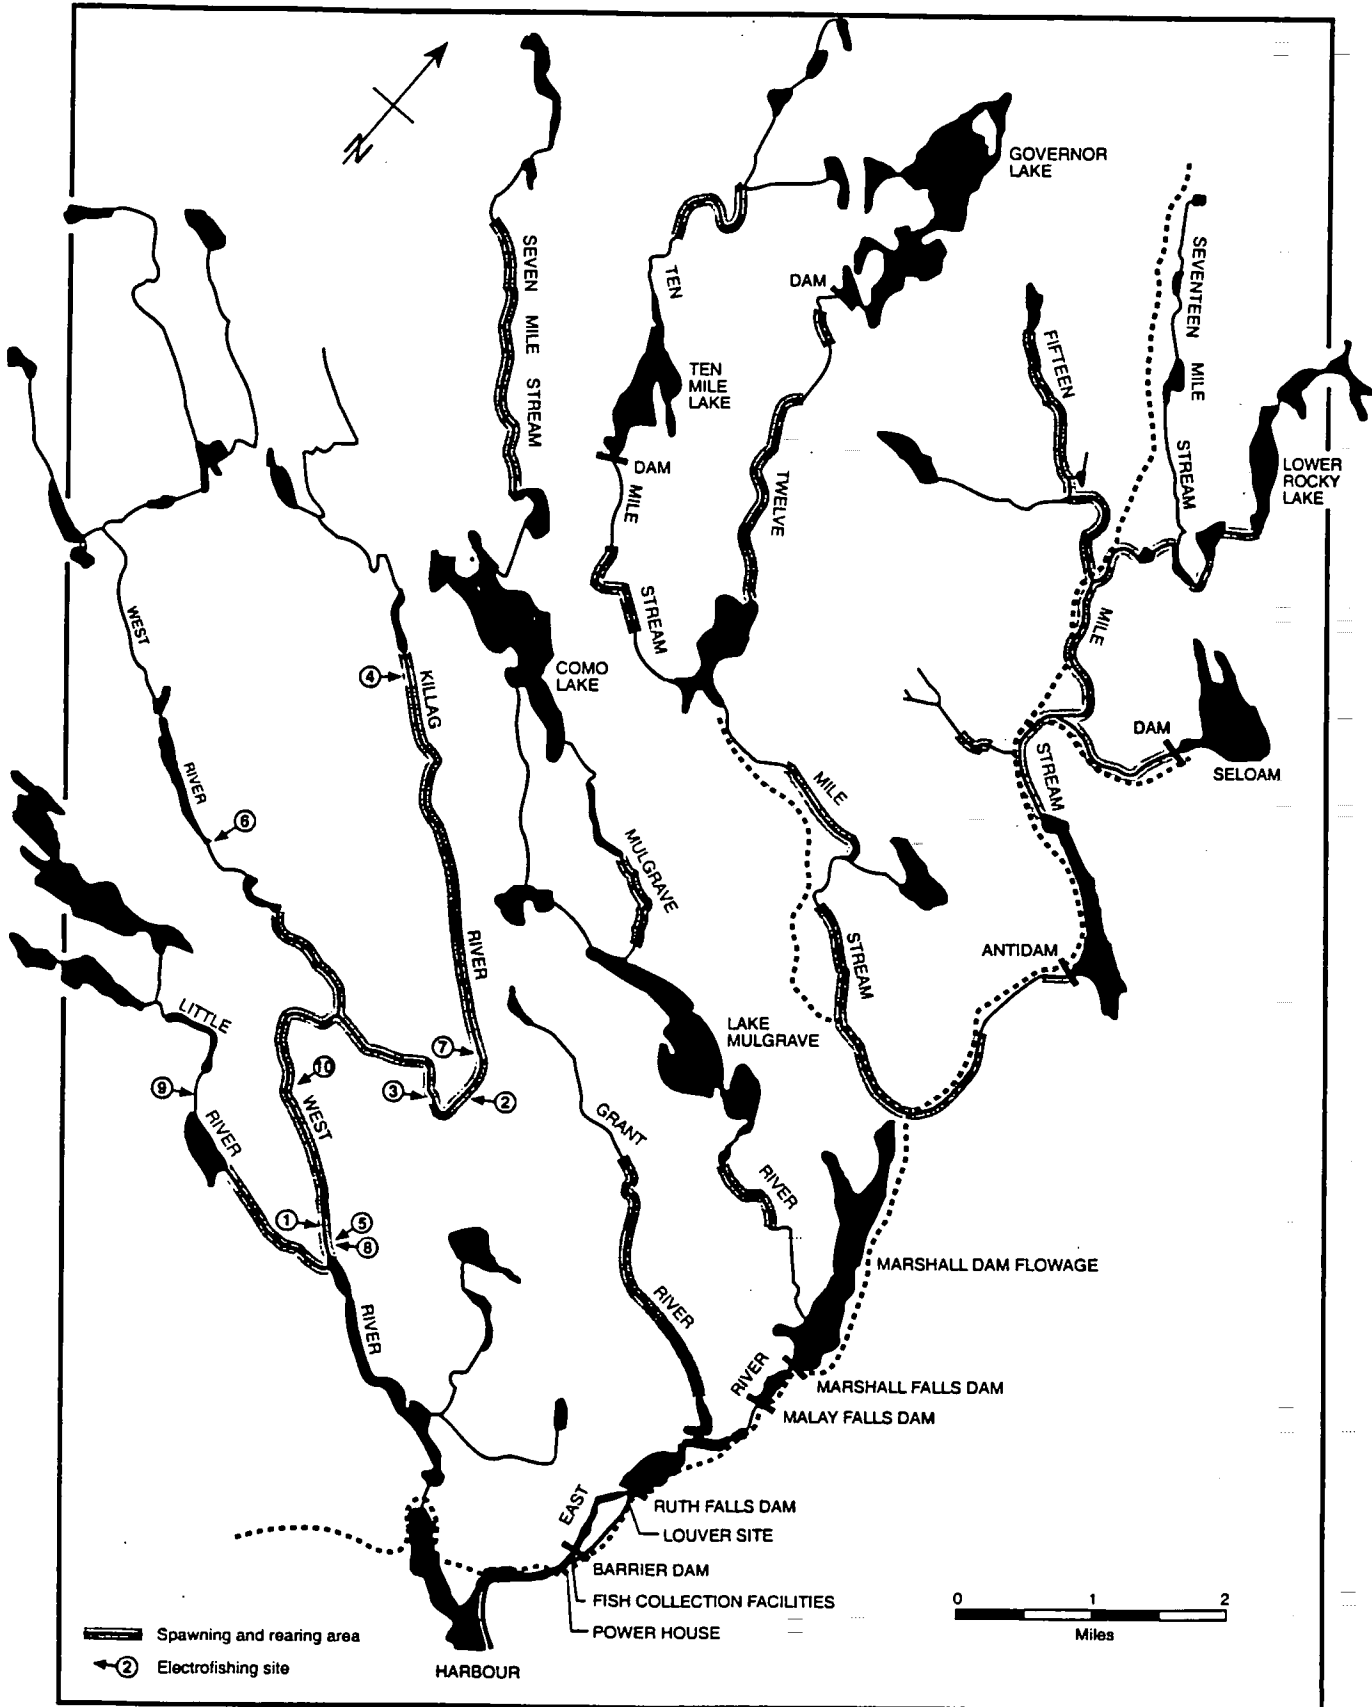 N
GOVERNOR
LAKE
SEVEN MILE STREAM
TEN
DAM
SEVENTEEN MILE STREAM
FIFTEEN
TEN
MILE
LAKE
DAM
MILE
TWELVE
LOWER
ROCKY
LAKE
WEST
STREAM
MILE
4
KILLAG
COMO
LAKE
DAM
SELOAM
RIVER
6
MILE
STREAM
MULGRAVE
RIVER
STREAM
ANTIDAM
LITTLE
LAKE
MULGRAVE
7
10
9
3
2
WEST
GRANT
RIVER
RIVER
1
5
8
MARSHALL DAM FLOWAGE
RIVER
RIVER
RIVER
MARSHALL FALLS DAM
MALAY FALLS DAM
EAST
RUTH FALLS DAM
LOUVER SITE
BARRIER DAM
FISH COLLECTION FACILITIES
POWER HOUSE
0 1 2
Miles
Spawning and rearing area
2 Electrofishing site
HARBOUR